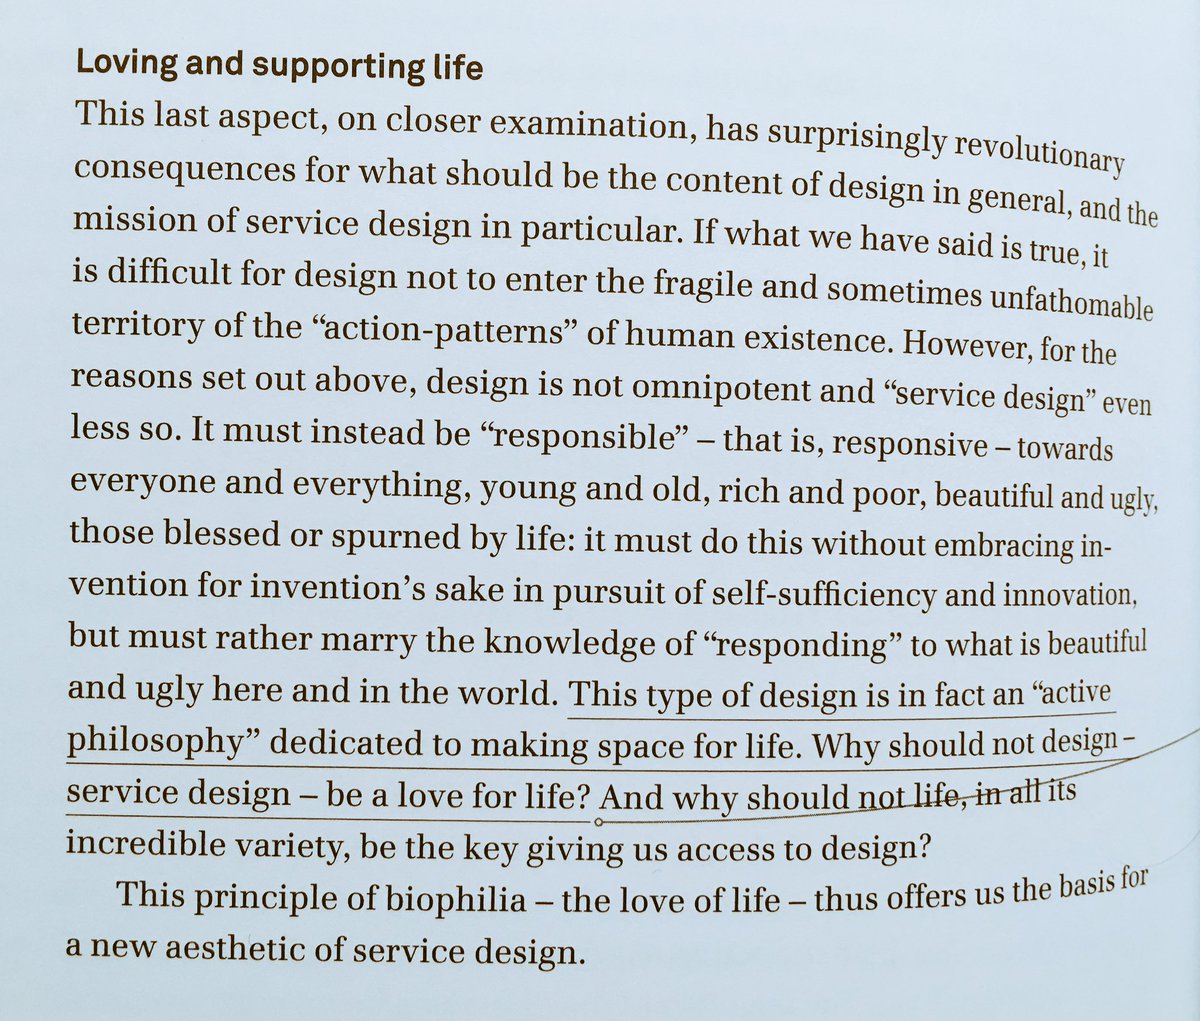 Loving and supporting life
This last aspect, on closer examination, has surprisingly revolutionary
consequences for what should be the content of design in general, and the
mission of service design in particular. If what we have said is true, it
is difficult for design not to enter the fragile and sometimes unfathomable
territory of the “action-patterns” of human existence. However, for the
reasons set out above, design is not omnipotent and “service design” even
less so. It must instead be “responsible” – that is, responsive – towards
everyone and everything, young and old, rich and poor, beautiful and ugly,
those blessed or spurned by life: it must do this without embracing in-
vention for invention’s sake in pursuit of self-sufficiency and innovation,
but must rather marry the knowledge of “responding” to what is beautiful
and ugly here and in the world. This type of design is in fact an “active
philosophy” dedicated to making space for life. Why should not design –
service design – be a love for life? And why should not life, in all its
incredible variety, be the key giving us access to design?
This principle of biophilia – the love of life – thus offers us the basis for
a new aesthetic of service design.